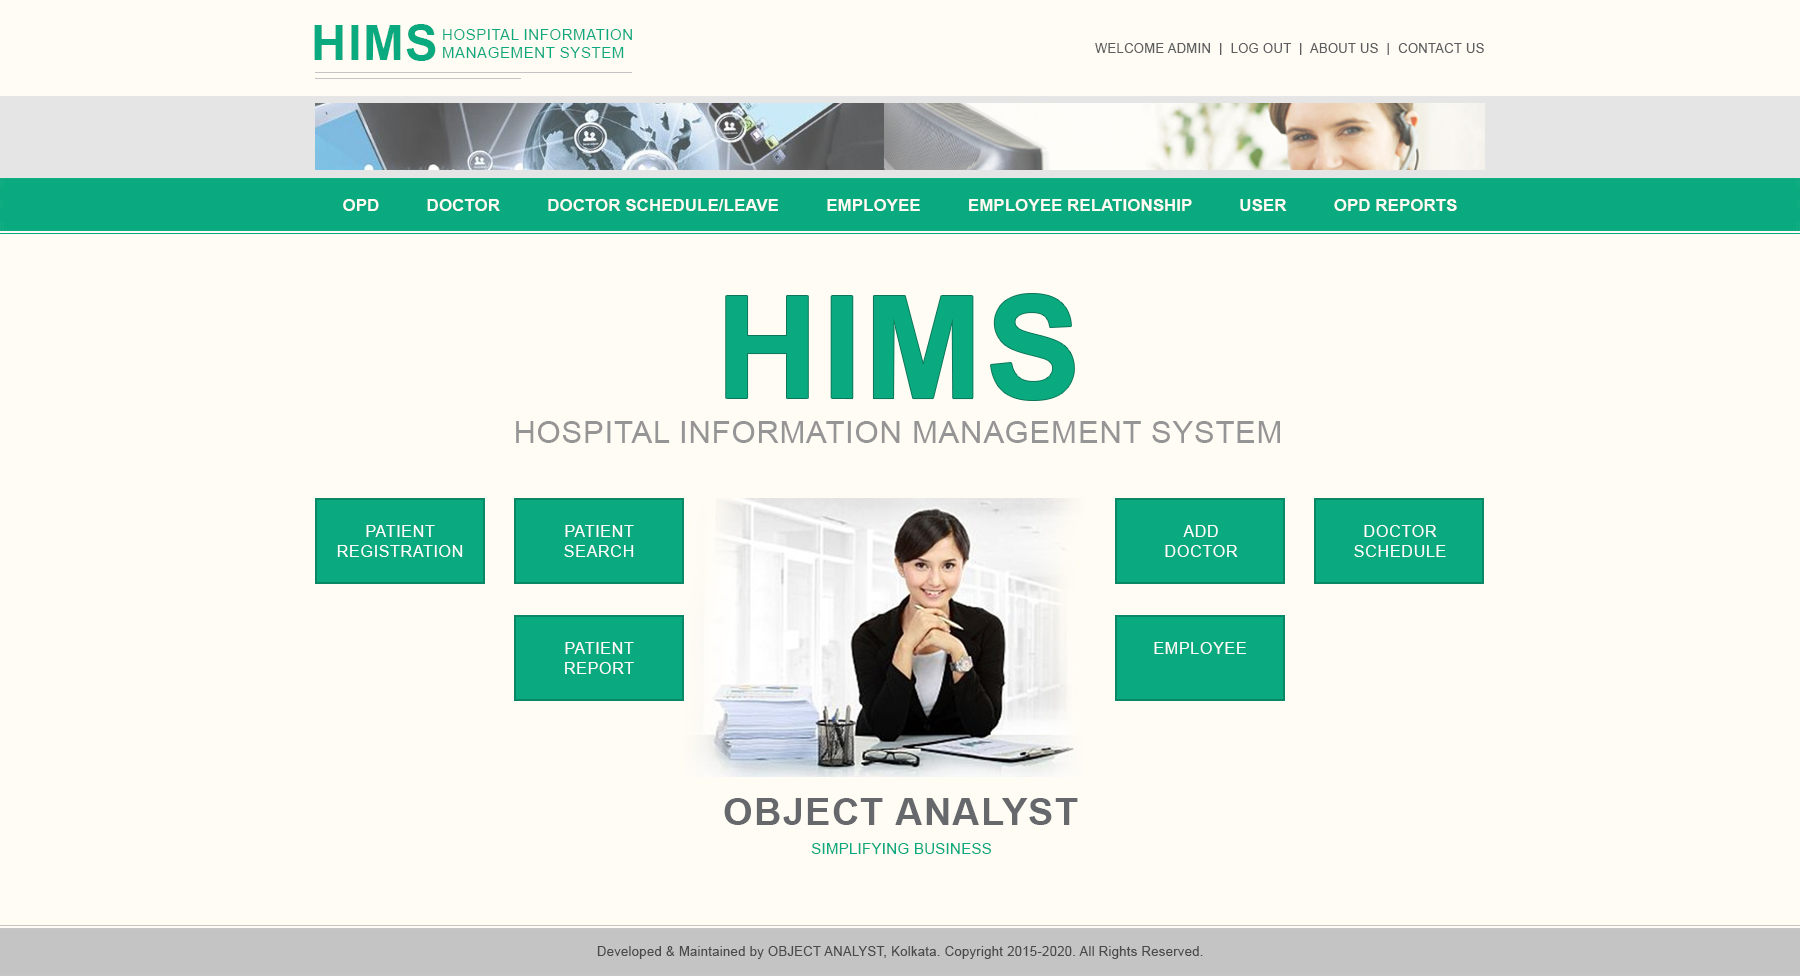 HIMS
HOSPITAL INFORMATION
MANAGEMENT SYSTEM
WELCOME ADMIN | LOG OUT | ABOUT US | CONTACT US
OPD DOCTOR DOCTOR SCHEDULE/LEAVE EMPLOYEE EMPLOYEE RELATIONSHIP USER OPD REPORTS
HIMS
HOSPITAL INFORMATION MANAGEMENT SYSTEM
PATIENT
REGISTRATION
PATIENT
SEARCH
ADD
DOCTOR
DOCTOR
SCHEDULE
PATIENT
REPORT
EMPLOYEE
OBJECT ANALYST
SIMPLIFYING BUSINESS
Developed & Maintained by OBJECT ANALYST, Kolkata. Copyright 2015-2020. All Rights Reserved.